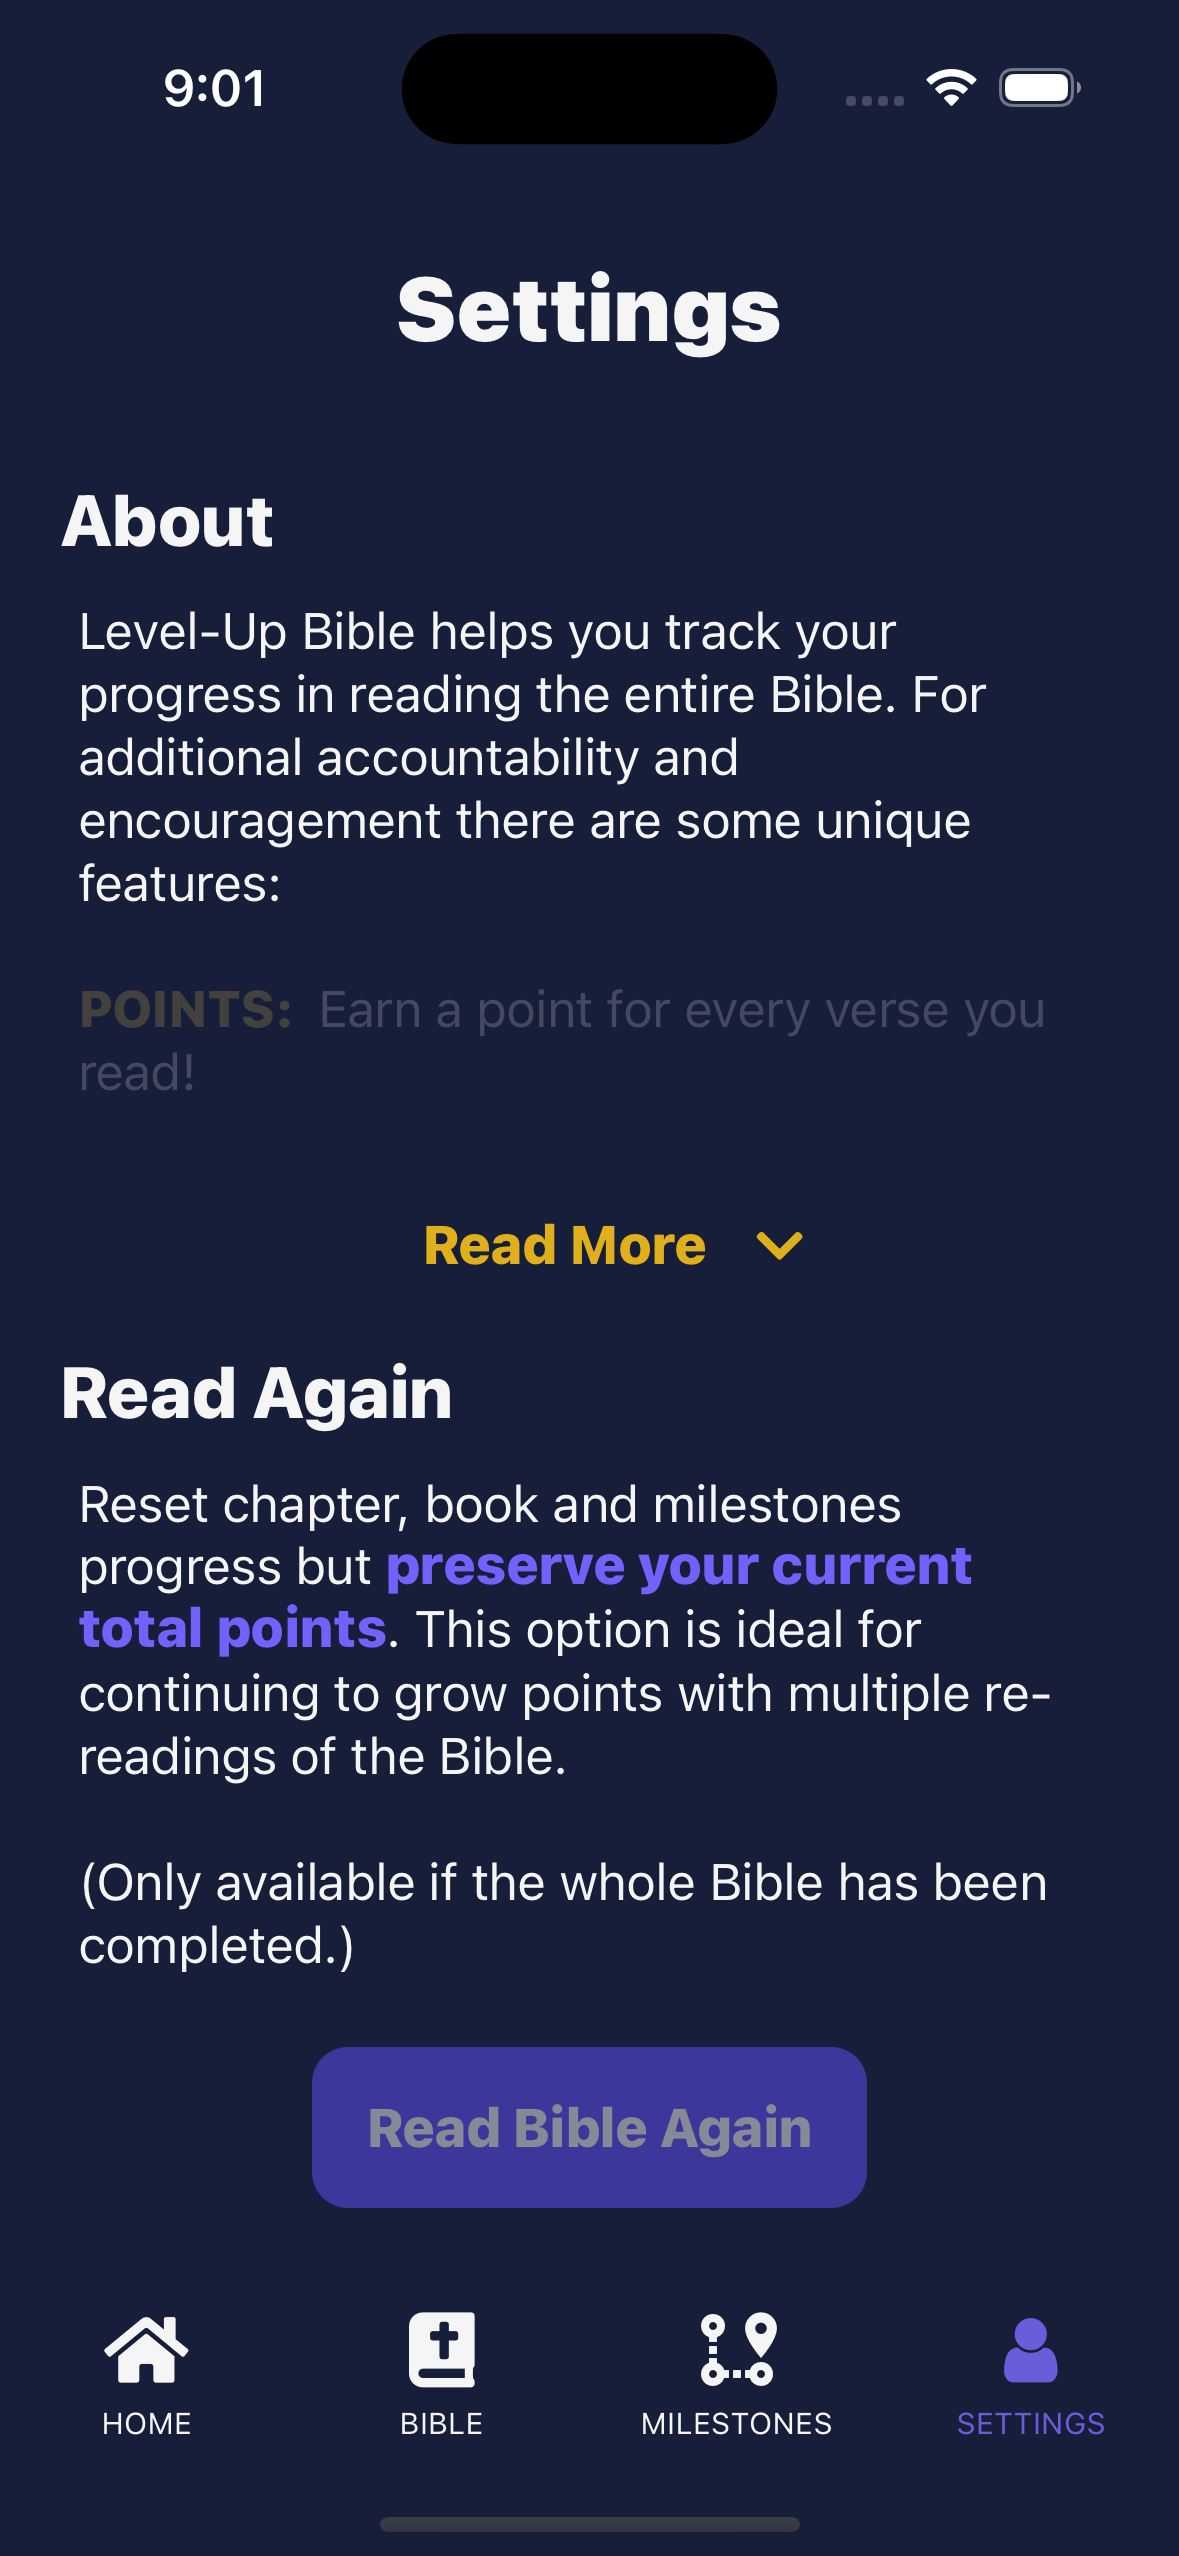 9:01
Settings
About
Level-Up Bible helps you track your
progress in reading the entire Bible. For
additional accountability and
encouragement there are some unique
features:
POINTS: Earn a point for every verse you
read!
Read More
Read Again
Reset chapter, book and milestones
progress but preserve your current
total points. This option is ideal for
continuing to grow points with multiple re-
readings of the Bible.
(Only available if the whole Bible has been
completed.)
Read Bible Again
HOME BIBLE MILESTONES SETTINGS